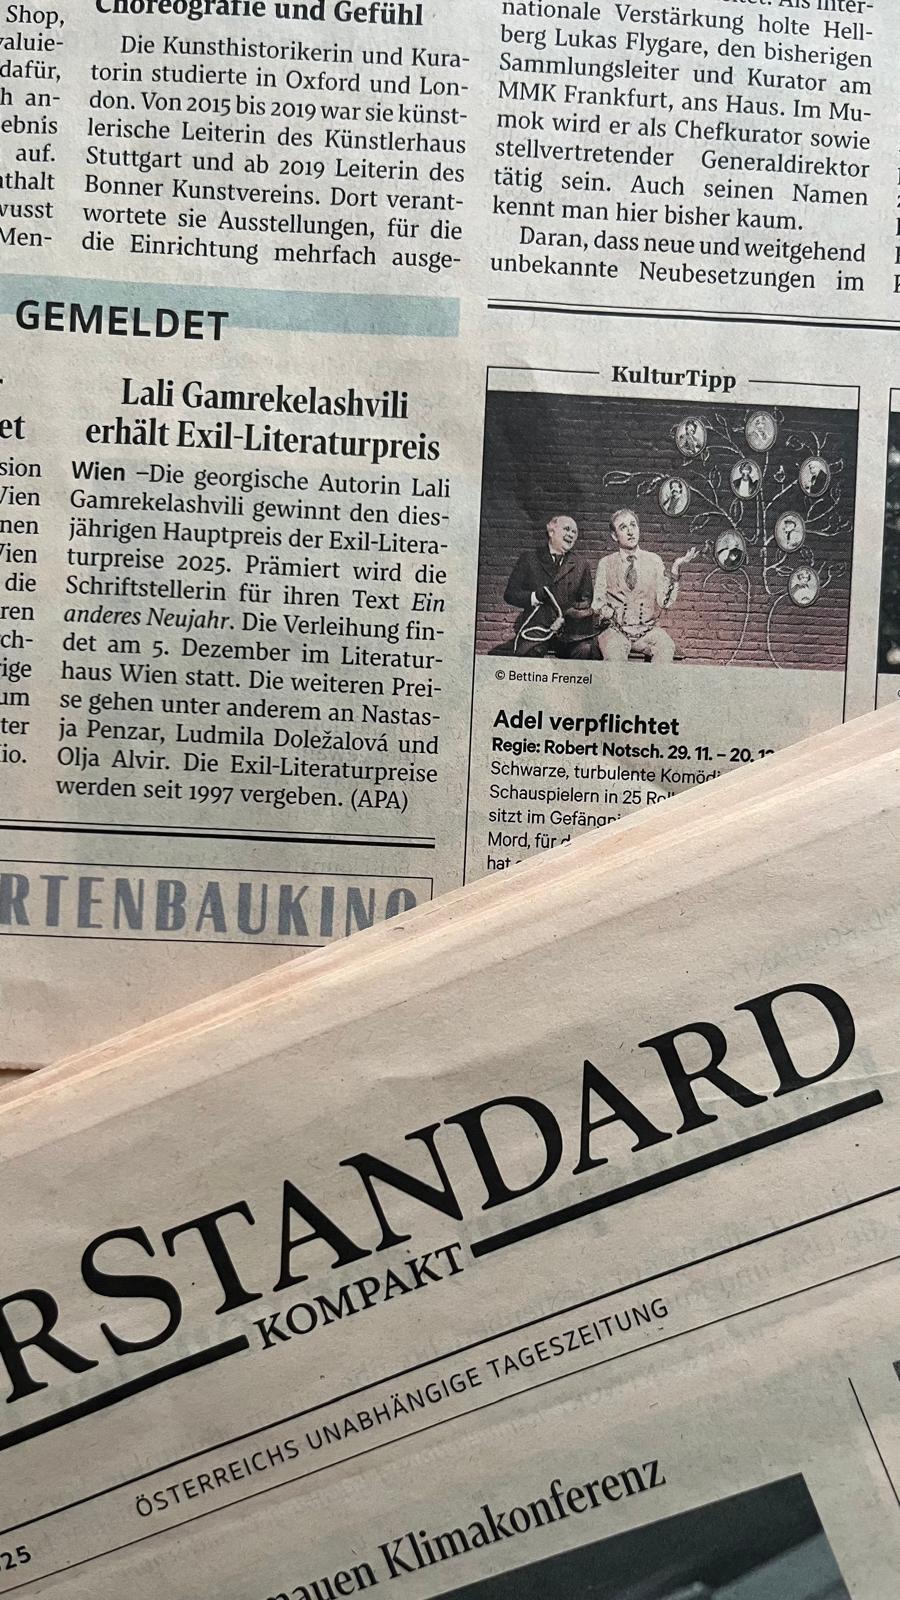 Choreografie und Gefühl
Shop,
dafür,
h an-
auf.
Men-
Die Kunsthistorikerin und Kura-
torin studierte in Oxford und Lon-
don. Von 2015 bis 2019 war sie künst-
lerische Leiterin des Künstlerhaus
Stuttgart und ab 2019 Leiterin des
Bonner Kunstvereins. Dort verant-
wortete sie Ausstellungen, für die
die Einrichtung mehrfach ausge-
nationale Verstärkung holte Hell-
berg Lukas Flygare, den bisherigen
Sammlungsleiter und Kurator am
MMK Frankfurt, ans Haus. Im Mu-
mok wird er als Chefkurator sowie
stellvertretender Generaldirektor
tätig sein. Auch seinen Namen
kennt man hier bisher kaum.
Daran, dass neue und weitgehend
unbekannte Neubesetzungen im
GEMELDET
et
sion
nen
die
ren
ch-
ige
um
ter
io.
Lali Gamrekelashvili
erhält Exil-Literaturpreis
Wien –Die georgische Autorin Lali
Gamrekelashvili gewinnt den dies-
jährigen Hauptpreis der Exil-Litera-
turpreise 2025. Prämiert wird die
Schriftstellerin für ihren Text Ein
anderes Neujahr. Die Verleihung fin-
det am 5. Dezember im Literatur-
haus Wien statt. Die weiteren Prei-
se gehen unter anderem an Nastas-
ja Penzar, Ludmila Doležalová und
Olja Alvir. Die Exil-Literaturpreise
werden seit 1997 vergeben. (APA)
KulturTipp
© Bettina Frenzel
Adel verpflichtet
Regie: Robert Notsch. 29. 11. – 20.
Schwarze, turbulente Komödi
Schauspielern in 25
sitzt im
Mord, für
hat
RTENBAUKINO
RSTANDARD
KOMPAKT
ÖSTERREICHS UNABHÄNGIGE TAGESZEITUNG
25
nauen Klimakonferenz